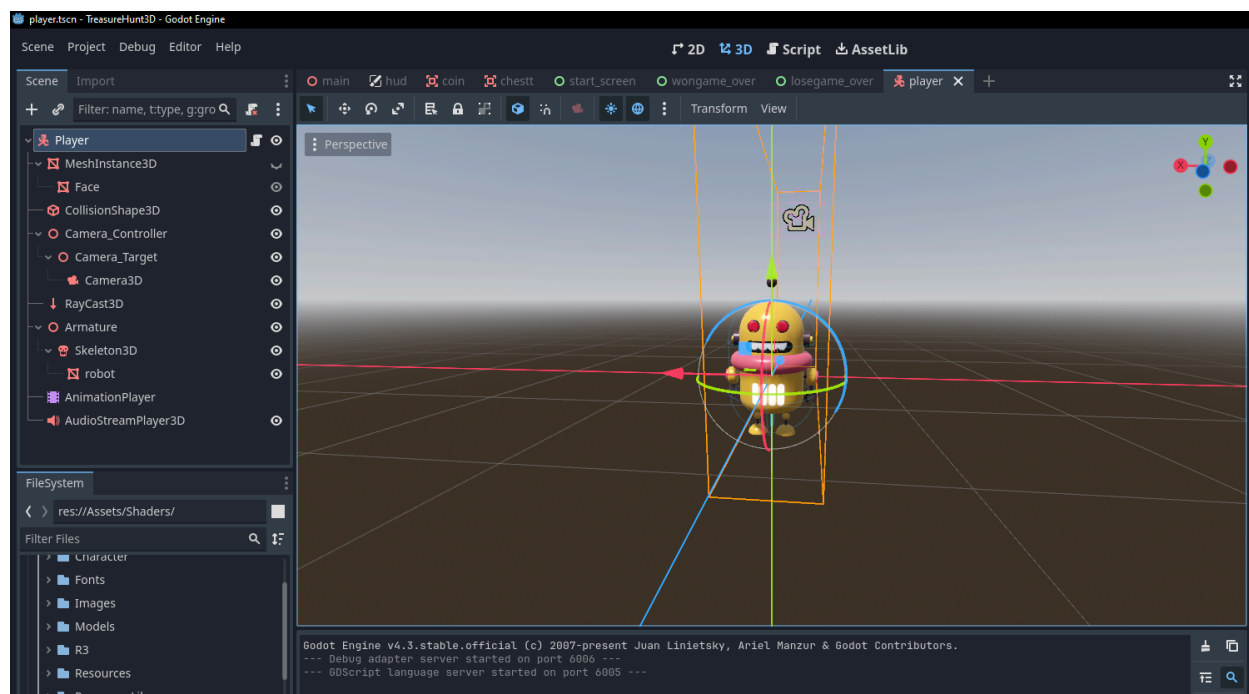 player.tscn - TreasureHunt3D - Godot Engine
Scene Project Debug Editor Help
2D 3D Script AssetLib
Scene Import
main hud coin chestt start_screen wongame_over losegame_over player
Filter: name, t:type, g:gro
Transform View
Player
Perspective
Y
X
Z
MeshInstance3D
Face
CollisionShape3D
Camera_Controller
Camera_Target
Camera3D
RayCast3D
Armature
Skeleton3D
robot
AnimationPlayer
AudioStreamPlayer3D
FileSystem
res://Assets/Shaders/
Filter Files
Character
Fonts
Images
Models
R3
Resources
Godot Engine v4.3.stable.official (c) 2007-present Juan Linietsky, Ariel Manzur & Godot Contributors.
--- Debug adapter server started on port 6006 ---
--- GDScript language server started on port 6005 ---